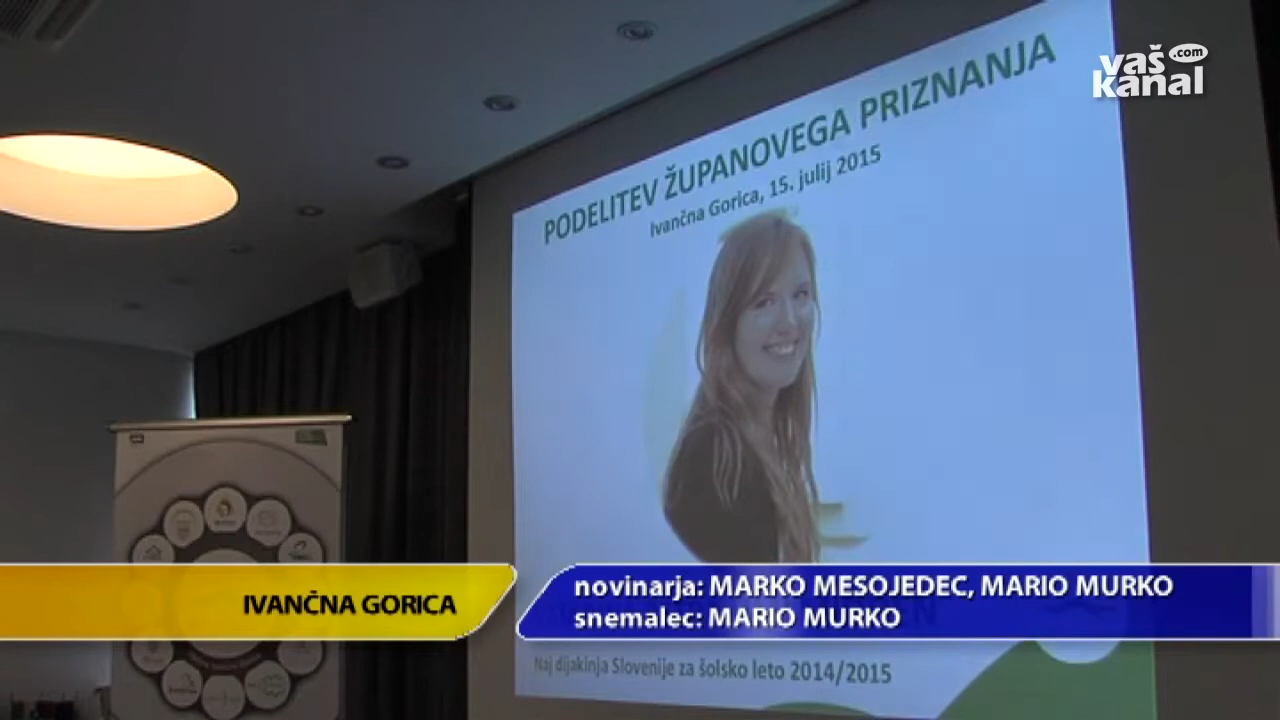 vaš
.com
kanal
PODELITEV ŽUPANOVEGA PRIZNANJA
Ivančna Gorica, 15. julij 2015
IVANČNA GORICA
novinarja: MARKO MESOJEDEC, MARIO MURKO
snemalec: MARIO MURKO
Naj dijakinja Slovenije za šolsko leto 2014/2015